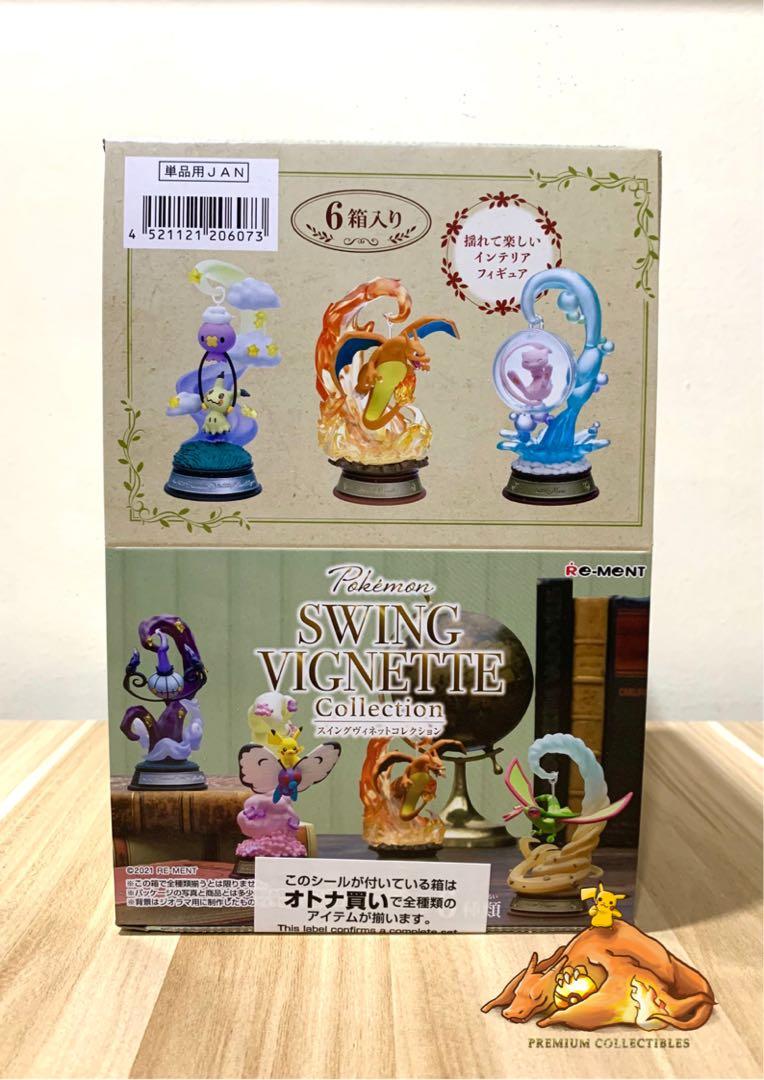 単品用JAN
4 521121 206073
6箱入り
揺れて楽しい
インテリア
フィギュア
Re-MeNT
Pokémon
SWING
VIGNETTE
Collection
スイングヴィネットコレクション
©2021 RE-MENT
※この箱で全種類揃うとは限りませ
※パッケージの写真と商品とは多少
※背景はジオラマ用に制作したもの
このシールが付いている箱は
オトナ買いで全種類の
アイテムが揃います。
This label confirms a complete set
種類
PREMIUM COLLECTIBLES